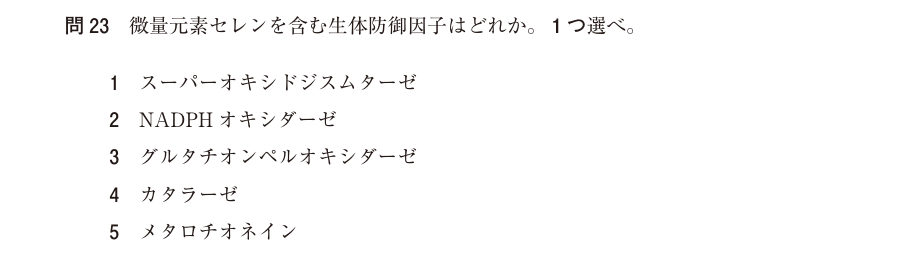 問 23　微量元素セレンを含む生体防御因子はどれか。1つ選べ。
1　スーパーオキシドジスムターゼ
2　NADPH オキシダーゼ
3　グルタチオンペルオキシダーゼ
4　カタラーゼ
5　メタロチオネイン